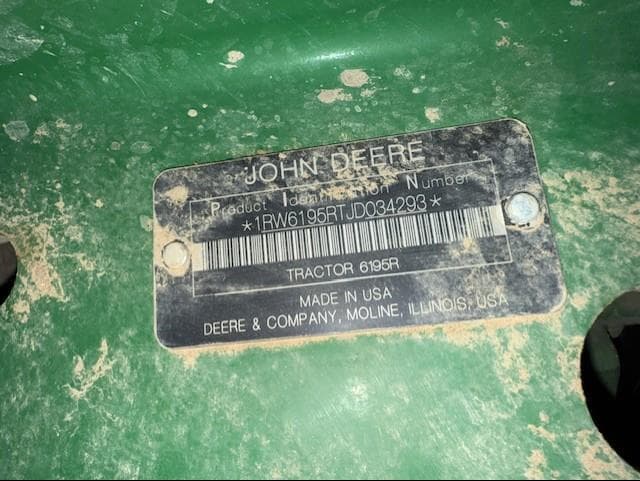 JOHN DEERE
Product Identification Number
*1RW6195RTJD034293*
TRACTOR 6195R
MADE IN USA
DEERE & COMPANY, MOLINE, ILLINOIS, USA